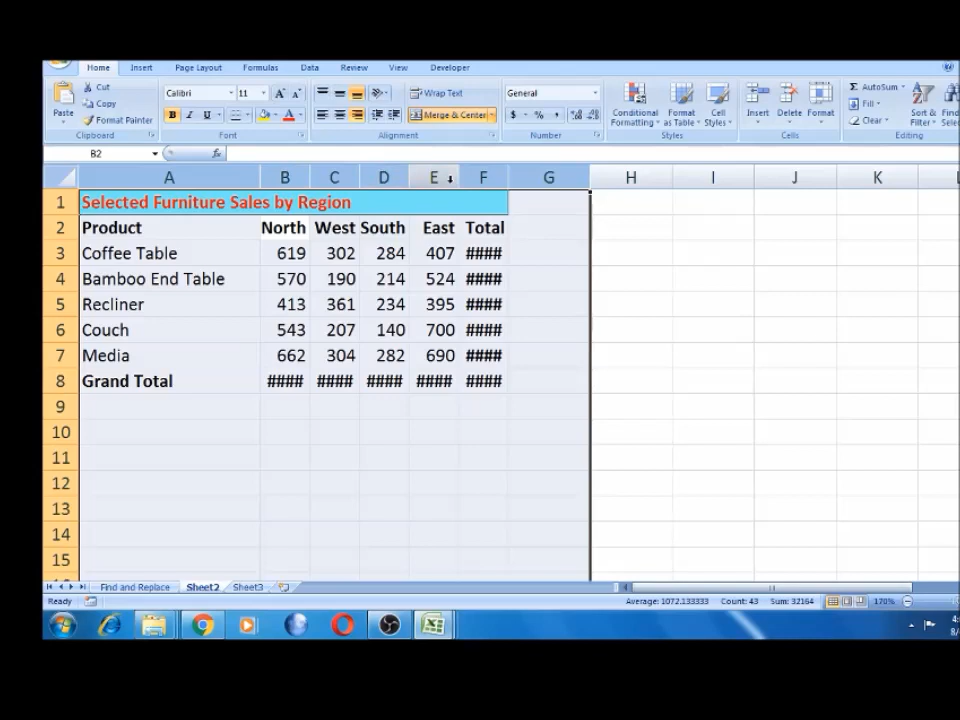 Home Insert Page Layout Formulas Data Review View Developer
Cut
Copy
Format Painter
Paste
Calibri 11 A A
B I U A
Wrap Text
Merge & Center
General
$ % ,
Conditional Formatting Format as Table Cell Styles
Insert Delete Format
Σ AutoSum
Fill
Clear
Sort & Filter
Clipboard Font Alignment Number Styles Cells Editing
B2 fx
A B C D E F G H I J K
1 Selected Furniture Sales by Region
2 Product North West South East Total
3 Coffee Table 619 302 284 407 ####
4 Bamboo End Table 570 190 214 524 ####
5 Recliner 413 361 234 395 ####
6 Couch 543 207 140 700 ####
7 Media 662 304 282 690 ####
8 Grand Total #### #### #### #### ####
9
10
11
12
13
14
15
Find and Replace Sheet2 Sheet3
Ready Average: 1072.133333 Count: 43 Sum: 32164 170%